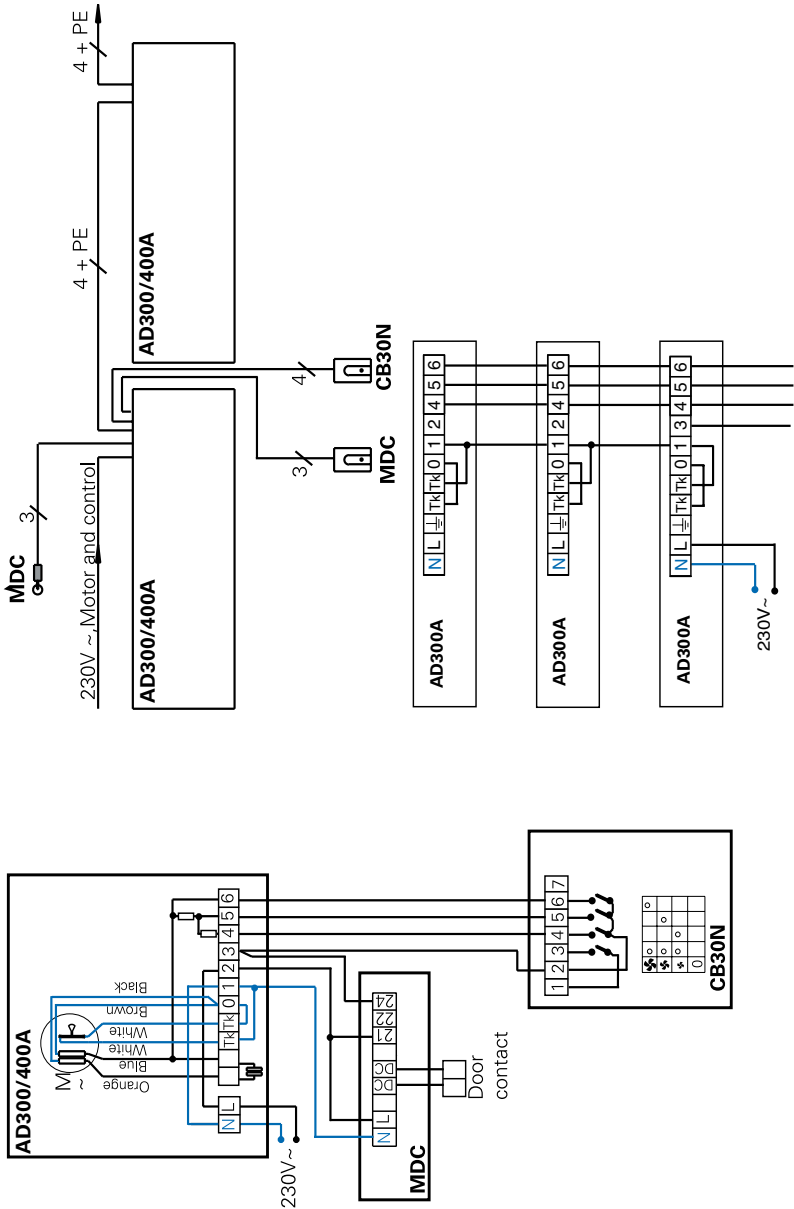 4 + PE
4 + PE
AD300/400A
4
CB30N
3
MDC
3
MDC
230V ~, Motor and control
AD300/400A
N L Tk Tk 0 1 2 4 5 6
AD300A
N L Tk Tk 0 1 2 4 5 6
AD300A
N L Tk Tk 0 1 3 4 5 6
AD300A
230V~
AD300/400A
M
~
Orange
Blue
White
White
Brown
Black
N L Tk Tk 0 1 2 3 4 5 6
230V~
N L DC DC 21 22 24
MDC
Door
contact
1 2 3 4 5 6 7
0
CB30N